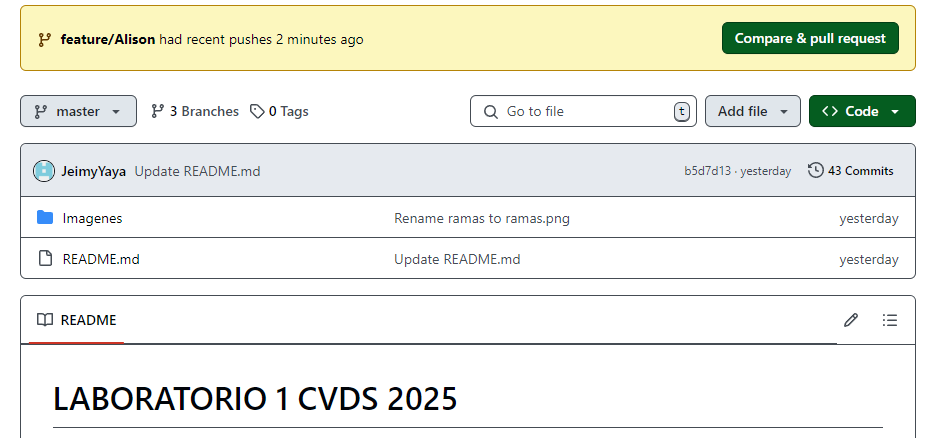 feature/Alison had recent pushes 2 minutes ago
Compare & pull request
master
3 Branches
0 Tags
Go to file
t
Add file
Code
JeimyYaya Update README.md
b5d7d13 · yesterday
43 Commits
Imagenes
Rename ramas to ramas.png
yesterday
README.md
Update README.md
yesterday
README
LABORATORIO 1 CVDS 2025